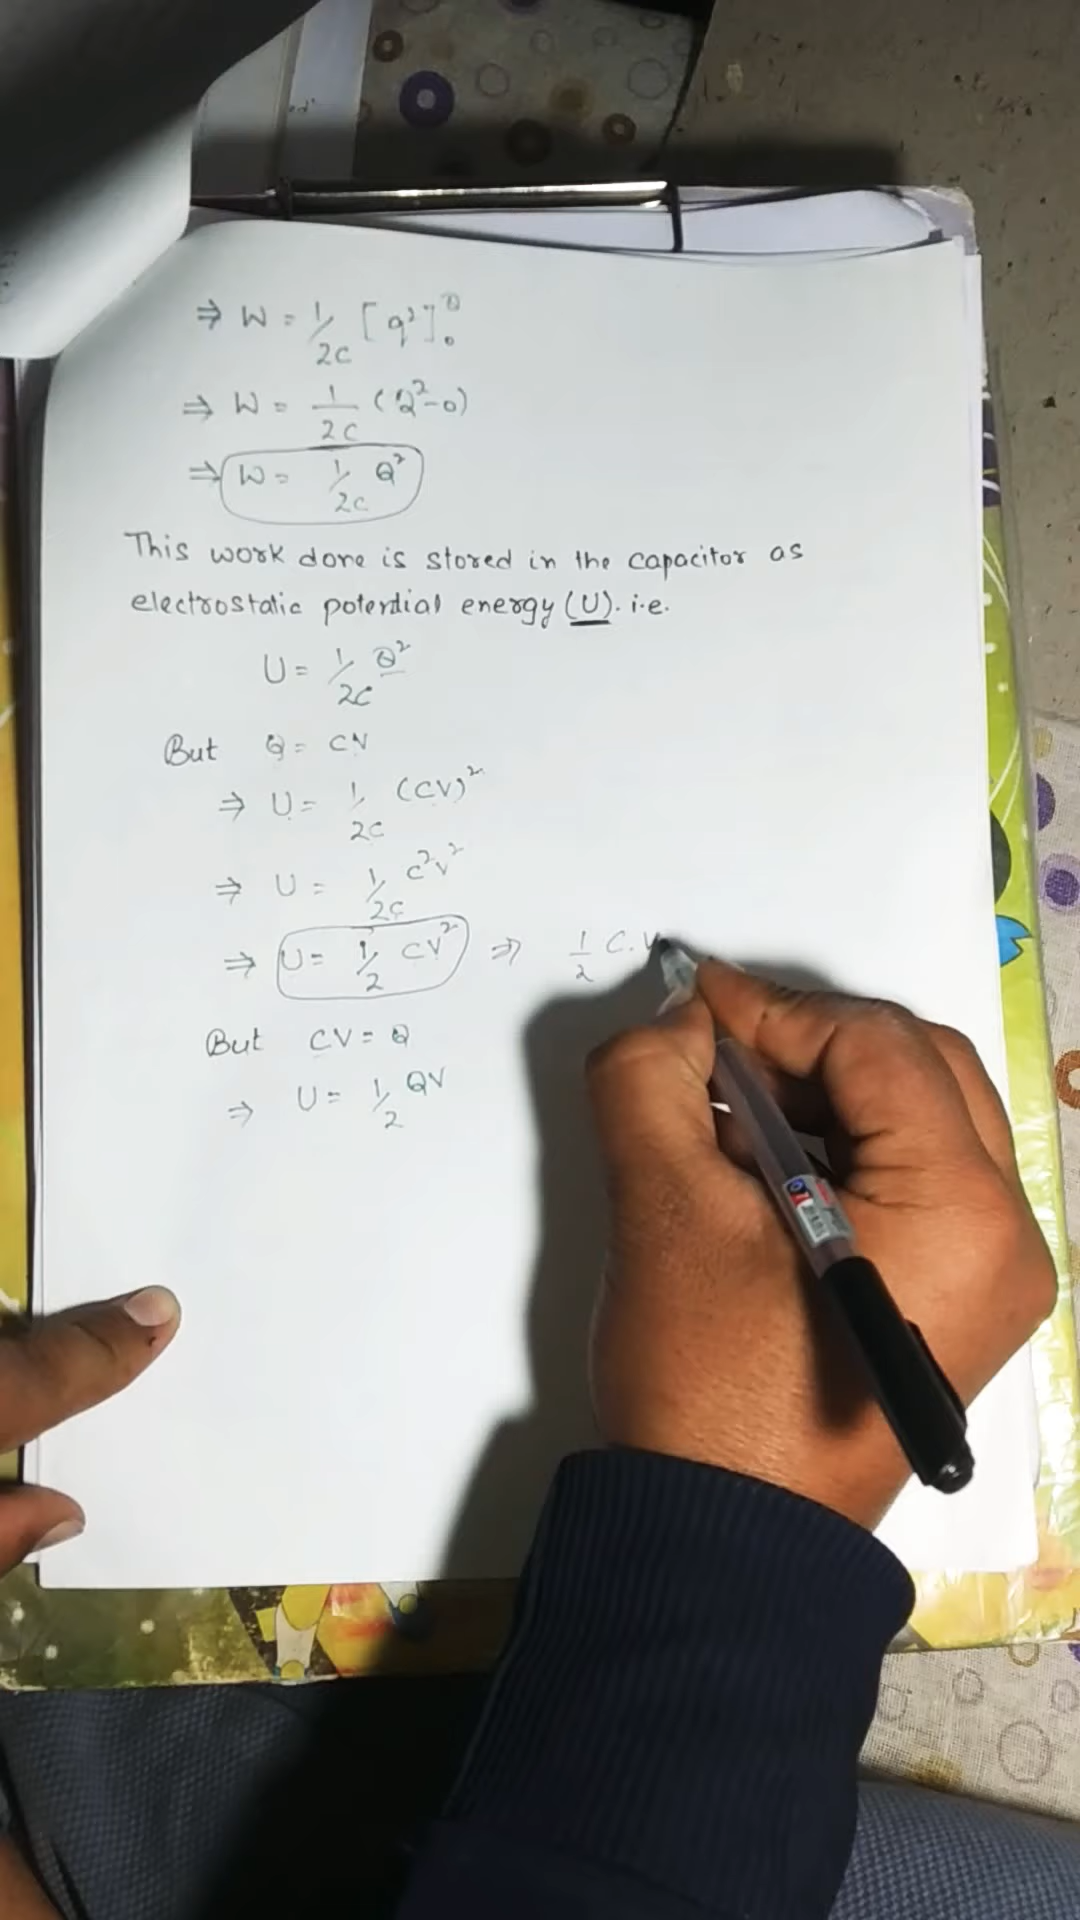 ⇒ W = 1/2C [q²]₀^Q
⇒ W = 1/2C (Q²-0)
⇒ W = 1/2C Q²
This work done is stored in the capacitor as
electrostatic potential energy (U). i.e.
U = 1/2C Q²
But Q = CV
⇒ U = 1/2C (CV)²
⇒ U = 1/2C C²V²
⇒ U = 1/2 CV² ⇒ 1/2 C.V
But CV = Q
⇒ U = 1/2 QV